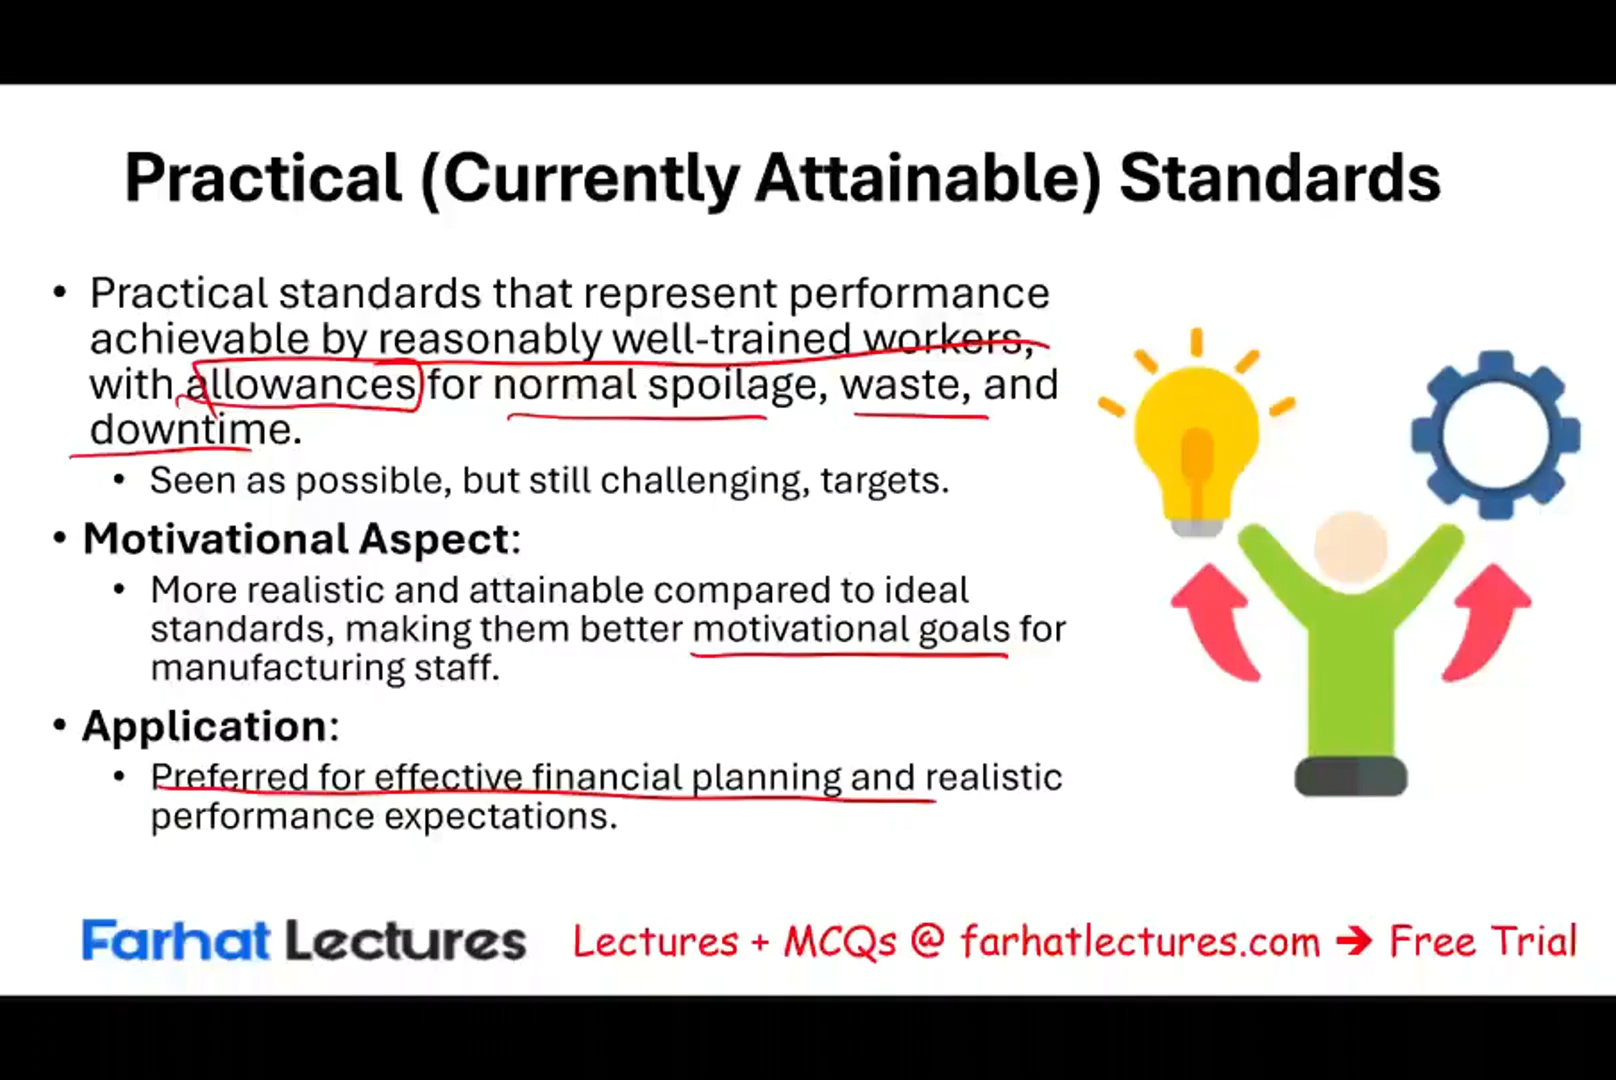 Practical (Currently Attainable) Standards
• Practical standards that represent performance
achievable by reasonably well-trained workers,
with allowances for normal spoilage, waste, and
downtime.
• Seen as possible, but still challenging, targets.
• Motivational Aspect:
• More realistic and attainable compared to ideal
standards, making them better motivational goals for
manufacturing staff.
• Application:
• Preferred for effective financial planning and realistic
performance expectations.
Farhat Lectures
Lectures + MCQs @ farhatlectures.com → Free Trial